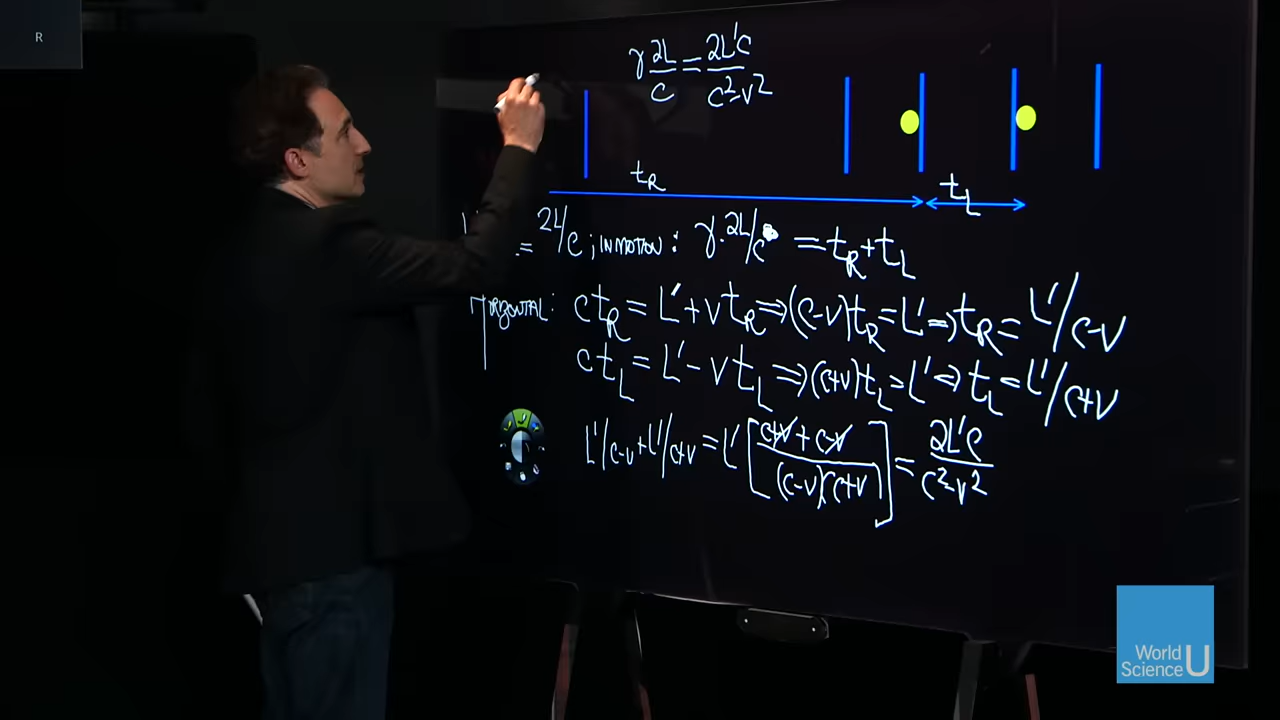 R
γ 2L/c = 2L'c/c²-v²
t_R
t_L
= 2L/c ; IN MOTION: γ·2L/c = t_R + t_L
HORIZONTAL: ct_R = L' + vt_R ⇒ (c-v)t_R = L' ⇒ t_R = L'/c-v
ct_L = L' - vt_L ⇒ (c+v)t_L = L' ⇒ t_L = L'/c+v
L'/c-v + L'/c+v = L' [c+v + c-v/(c-v)(c+v)] = 2L'c/c²-v²
World
Science U